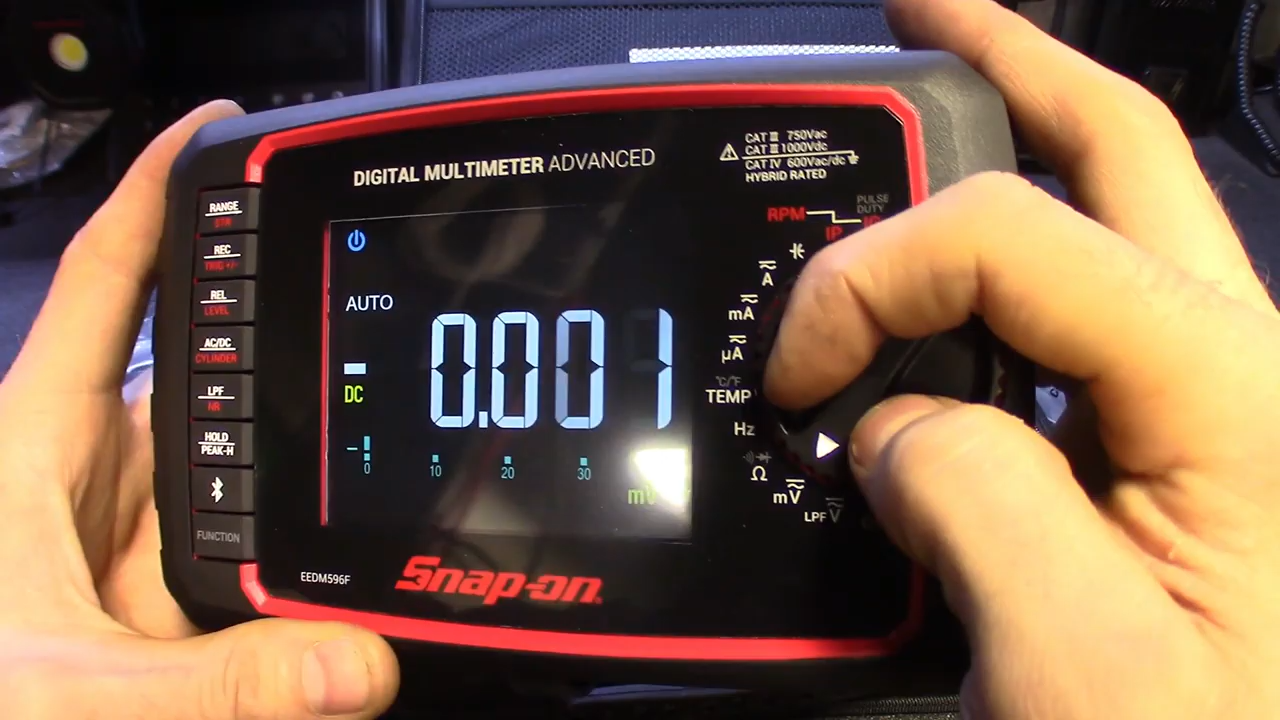 DIGITAL MULTIMETER ADVANCED
CAT III 750Vac
CAT III 1000Vdc
CAT IV 600Vac/dc
HYBRID RATED
RANGE
REC
TRIG +/-
REL
LEVEL
AC/DC
CYLINDER
LPF
HOLD
PEAK-H
FUNCTION
AUTO
0.001
DC
0 10 20 30
mV
RPM
PULSE
DUTY
IP
A
mA
µA
°C/°F
TEMP
Hz
Ω
mV
LPF V
EEDM596F
Snap-on